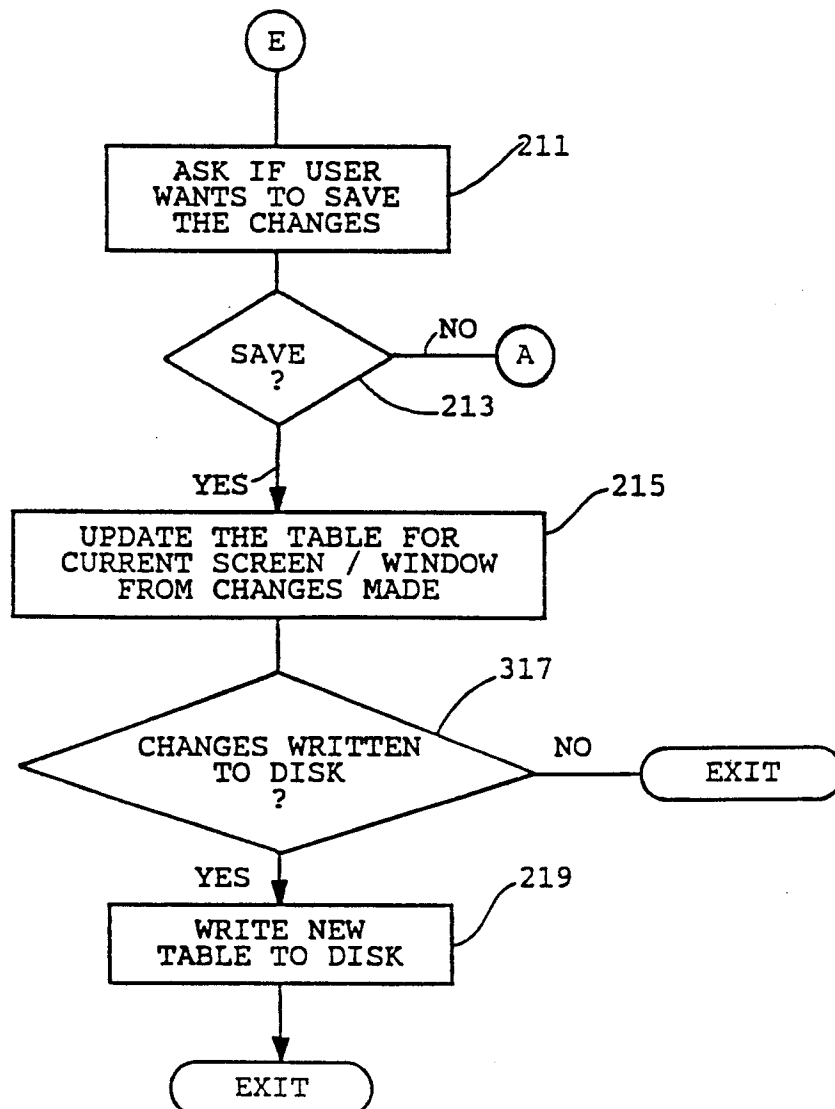 E
211
ASK IF USER
WANTS TO SAVE
THE CHANGES
SAVE
?
NO
A
213
YES
215
UPDATE THE TABLE FOR
CURRENT SCREEN / WINDOW
FROM CHANGES MADE
317
CHANGES WRITTEN
TO DISK
?
NO
EXIT
YES
219
WRITE NEW
TABLE TO DISK
EXIT